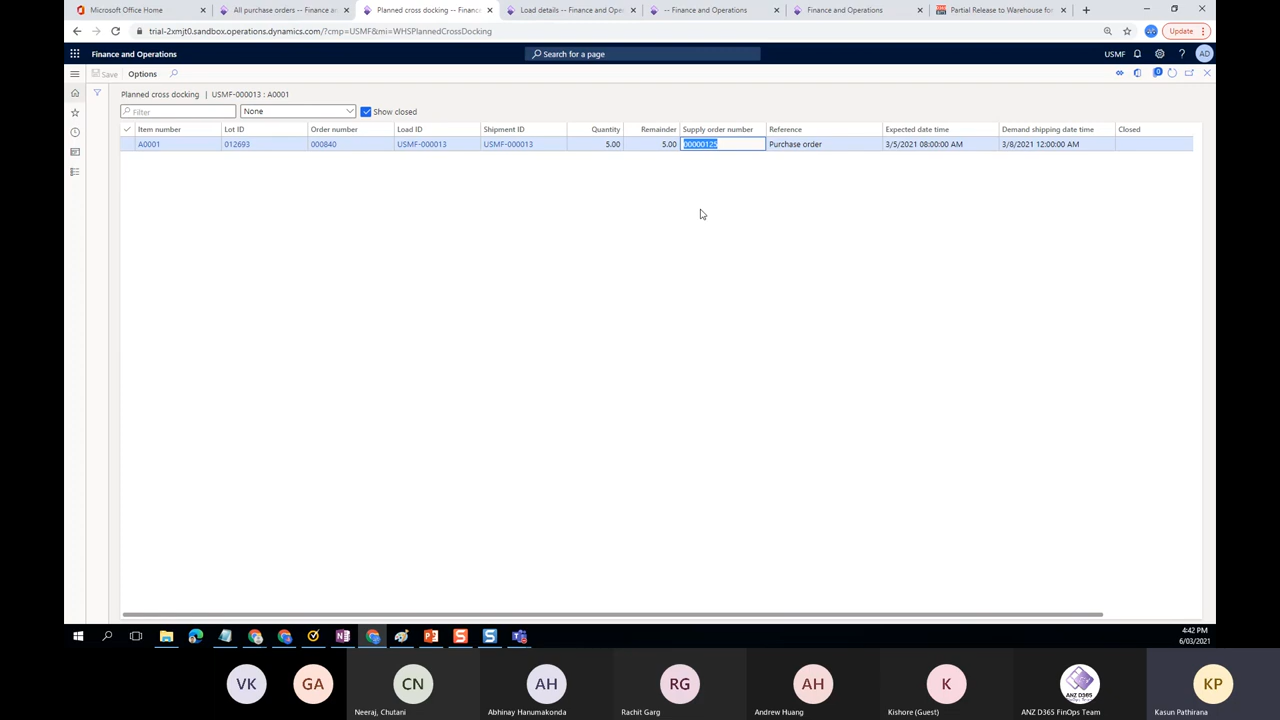 Microsoft Office Home
All purchase orders -- Finance an
Planned cross docking -- Financ
Load details -- Finance and Ope
-- Finance and Operations
Finance and Operations
Partial Release to Warehouse for
trial-2xmjt0.sandbox.operations.dynamics.com/?cmp=USMF&mi=WHSPlannedCrossDocking
Update
Finance and Operations
Search for a page
USMF
AD
Save
Options
0
Planned cross docking | USMF-000013 : A0001
Filter
None
Show closed
Item number Lot ID Order number Load ID Shipment ID Quantity Remainder Supply order number Reference Expected date time Demand shipping date time Closed
A0001 012693 000840 USMF-000013 USMF-000013 5.00 5.00 00000125 Purchase order 3/5/2021 08:00:00 AM 3/8/2021 12:00:00 AM
4:42 PM
6/03/2021
VK
GA
CN
Neeraj, Chutani
AH
Abhinay Hanumakonda
RG
Rachit Garg
AH
Andrew Huang
K
Kishore (Guest)
ANZ D365
ANZ D365 FinOps Team
KP
Kasun Pathirana